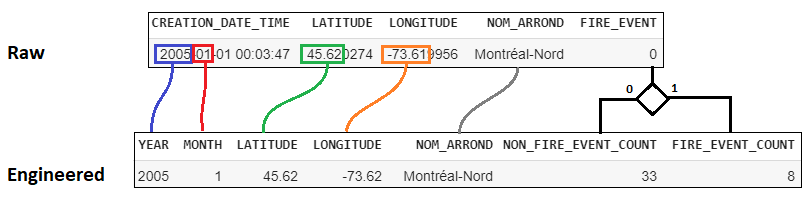 CREATION_DATE_TIME LATITUDE LONGITUDE NOM_ARROND FIRE_EVENT
Raw 2005-01-01 00:03:47 45.620274 -73.619956 Montréal-Nord 0
0 1
YEAR MONTH LATITUDE LONGITUDE NOM_ARROND NON_FIRE_EVENT_COUNT FIRE_EVENT_COUNT
Engineered 2005 1 45.62 -73.62 Montréal-Nord 33 8